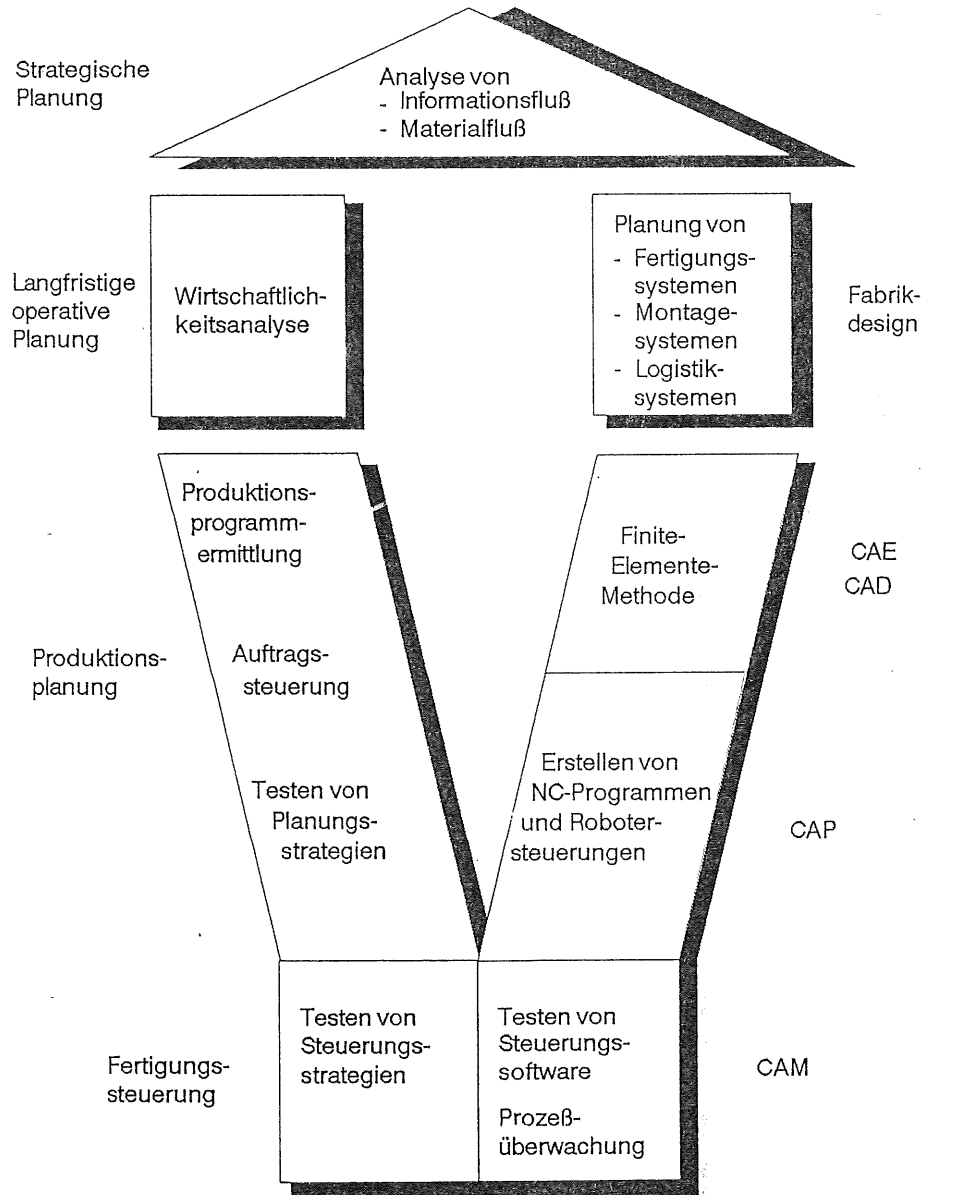 Strategische
Planung
Analyse von
- Informationsfluß
- Materialfluß
Langfristige
operative
Planung
Wirtschaftlich-
keitsanalyse
Planung von
- Fertigungs-
systemen
- Montage-
systemen
- Logistik-
systemen
Fabrik-
design
Produktions-
planung
Produktions-
programm-
ermittlung
Auftrags-
steuerung
Testen von
Planungs-
strategien
Finite-
Elemente-
Methode
CAE
CAD
Erstellen von
NC-Programmen
und Roboter-
steuerungen
CAP
Fertigungs-
steuerung
Testen von
Steuerungs-
strategien
Testen von
Steuerungs-
software
Prozeß-
überwachung
CAM